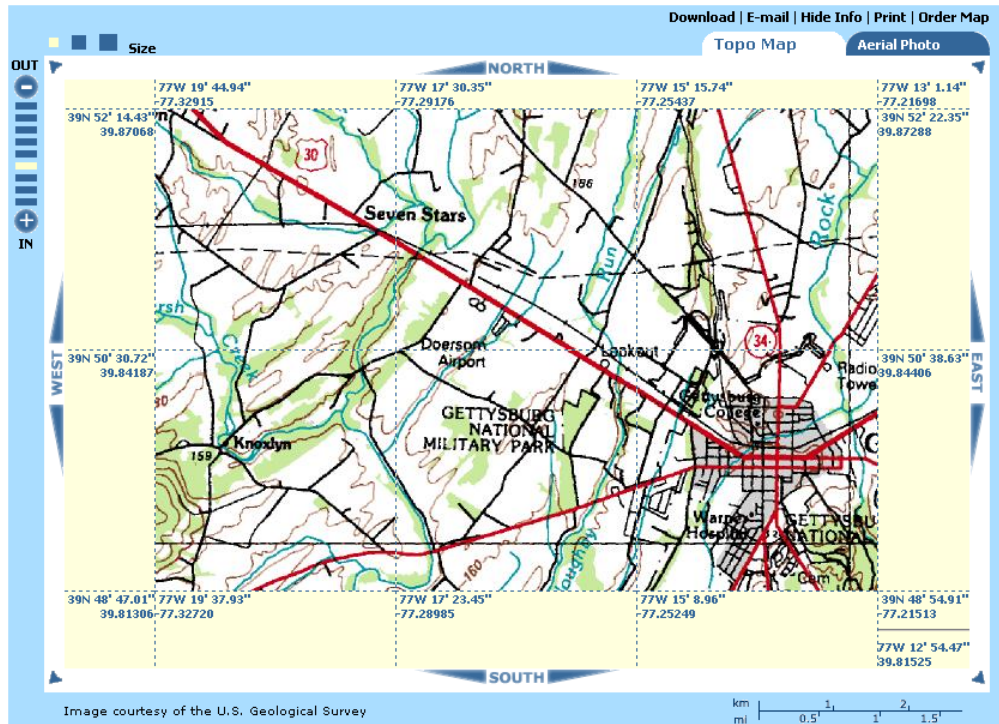 Download | E-mail | Hide Info | Print | Order Map
Size
Topo Map
Aerial Photo
OUT
IN
NORTH
77W 19' 44.94"
-77.32915
77W 17' 30.35"
-77.29176
77W 15' 15.74"
-77.25437
77W 13' 1.14"
-77.21698
39N 52' 14.43"
39.87068
39N 52' 22.35"
39.87288
30
186
Seven Stars
Run
Rock
Creek
34
Doersom
Airport
Lookout
Radio
Gettysburg
College
39N 50' 30.72"
39.84187
39N 50' 38.63"
39.84406
WEST
EAST
GETTYSBURG
NATIONAL
MILITARY PARK
Knoxlyn
159
Warner
Hospital
NATIONAL
160
Cem
39N 48' 47.01"
39.81306
77W 19' 37.93"
-77.32720
77W 17' 23.45"
-77.28985
77W 15' 8.96"
-77.25249
39N 48' 54.91"
-77.21513
77W 12' 54.47"
39.81525
SOUTH
Image courtesy of the U.S. Geological Survey
km 1 2
mi 0.5' 1' 1.5'